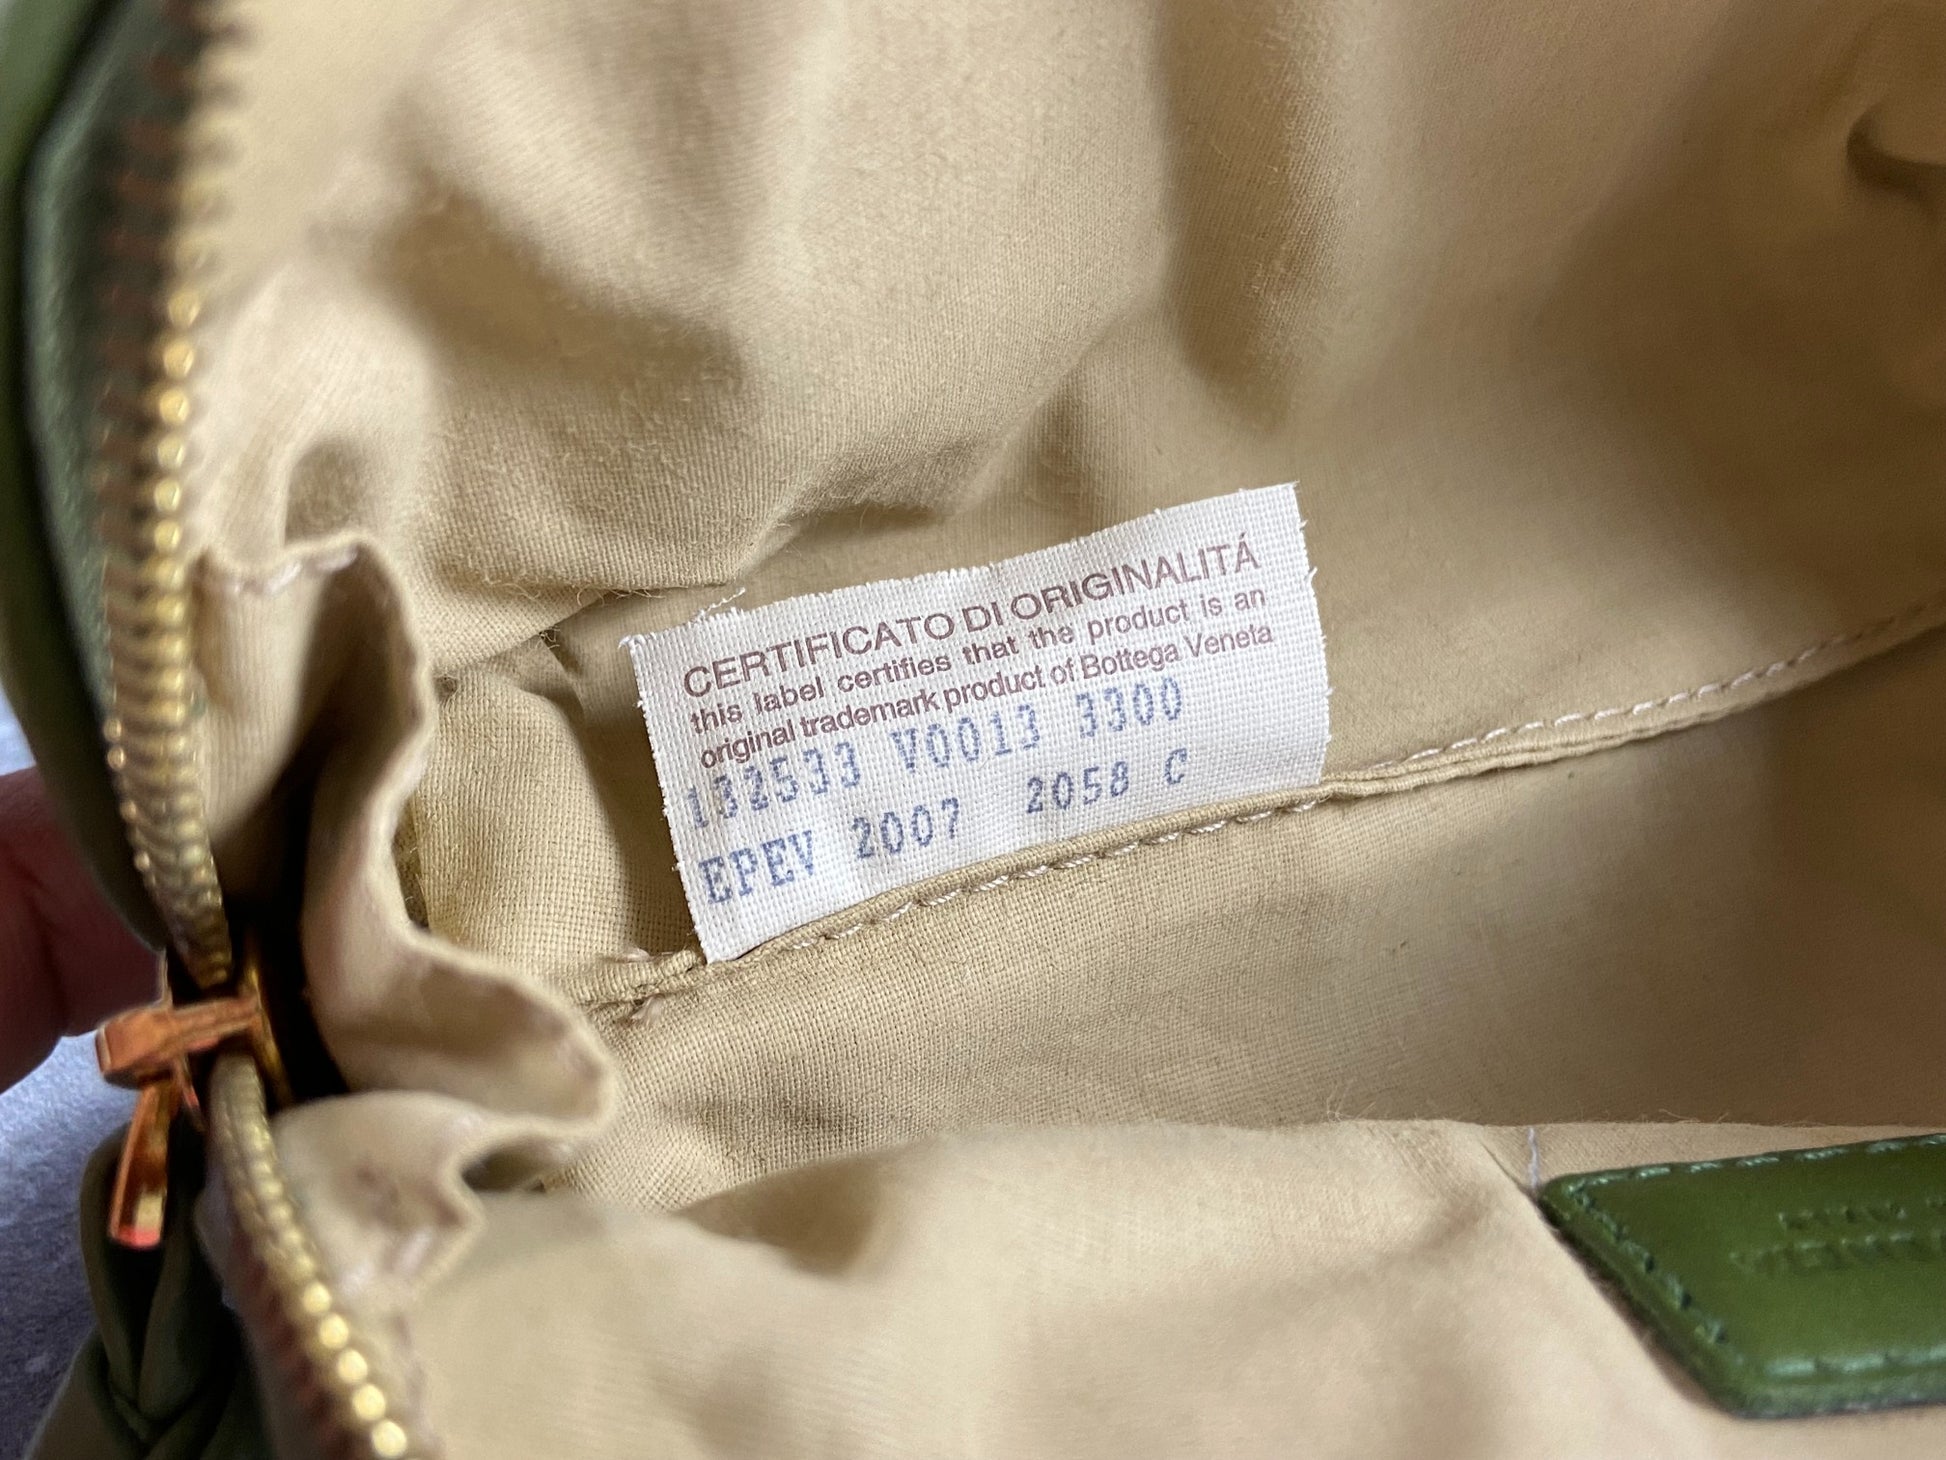 CERTIFICATO DI ORIGINALITÁ
this label certifies that the product is an
original trademark product of Bottega Veneta
132533 V0013 3300
EPEV 2007 2058 C